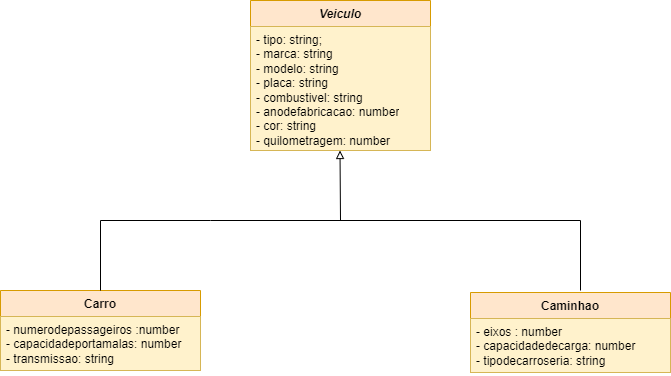 Veiculo
- tipo: string;
- marca: string
- modelo: string
- placa: string
- combustivel: string
- anodefabricacao: number
- cor: string
- quilometragem: number
Carro
- numerodepassageiros :number
- capacidadeportamalas: number
- transmissao: string
Caminhao
- eixos : number
- capacidadedecarga: number
- tipodecarroseria: string